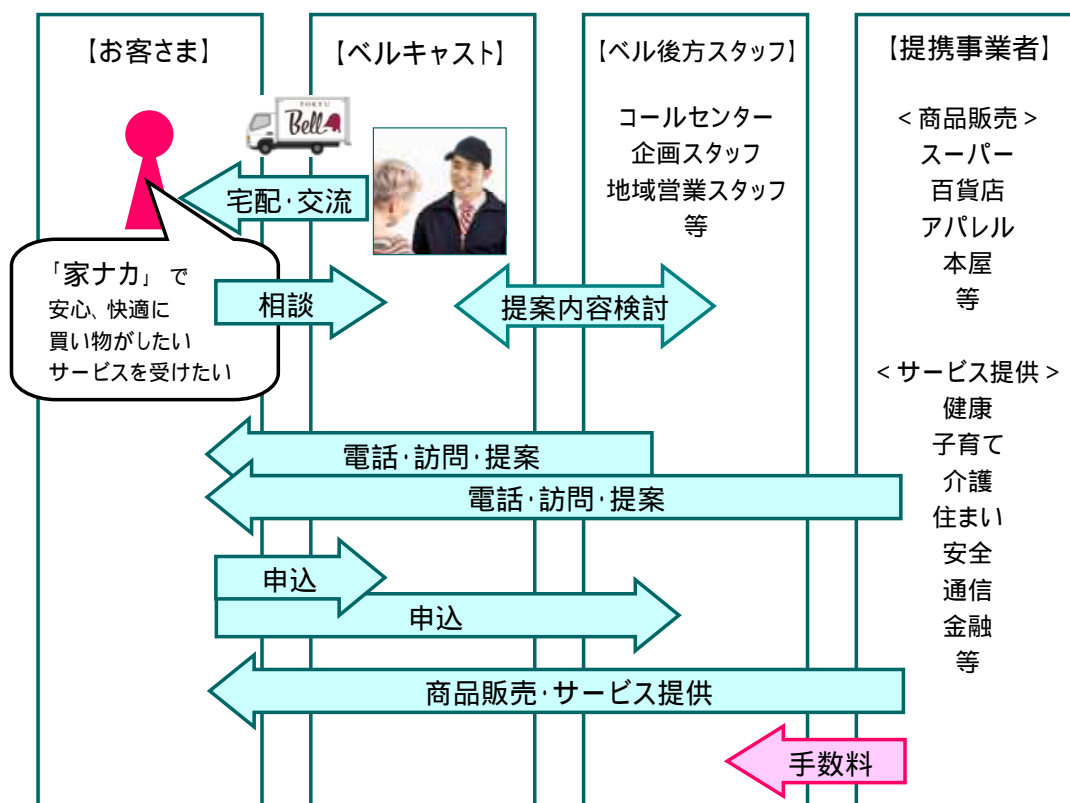 【お客さま】
【ベルキャスト】
【ベル後方スタッフ】
【提携事業者】
TOKYU
Bell
コールセンター
企画スタッフ
地域営業スタッフ
等
＜商品販売＞
スーパー
百貨店
アパレル
本屋
等
宅配・交流
「家ナカ」で
安心、快適に
買い物がしたい
サービスを受けたい
相談
提案内容検討
＜サービス提供＞
健康
子育て
介護
住まい
安全
通信
金融
等
電話・訪問・提案
電話・訪問・提案
申込
申込
商品販売・サービス提供
手数料